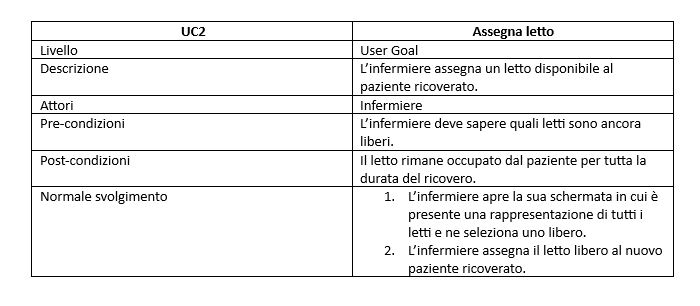 UC2 Assegna letto
Livello User Goal
Descrizione L'infermiere assegna un letto disponibile al
paziente ricoverato.
Attori Infermiere
Pre-condizioni L'infermiere deve sapere quali letti sono ancora
liberi.
Post-condizioni Il letto rimane occupato dal paziente per tutta la
durata del ricovero.
Normale svolgimento 1. L'infermiere apre la sua schermata in cui è
presente una rappresentazione di tutti i
letti e ne seleziona uno libero.
2. L'infermiere assegna il letto libero al nuovo
paziente ricoverato.